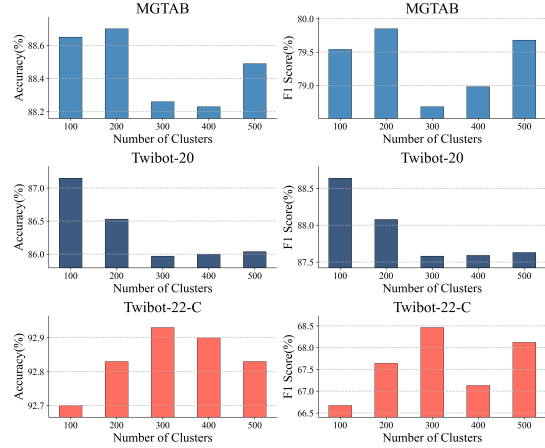 MGTAB
Accuracy(%)
88.6
88.4
88.2
100 200 300 400 500
Number of Clusters
MGTAB
F1 Score(%)
80.0
79.5
79.0
100 200 300 400 500
Number of Clusters
Twibot-20
Accuracy(%)
87.0
86.5
86.0
100 200 300 400 500
Number of Clusters
Twibot-20
F1 Score(%)
88.5
88.0
87.5
100 200 300 400 500
Number of Clusters
Twibot-22-C
Accuracy(%)
92.9
92.8
92.7
100 200 300 400 500
Number of Clusters
Twibot-22-C
F1 Score(%)
68.5
68.0
67.5
67.0
66.5
100 200 300 400 500
Number of Clusters